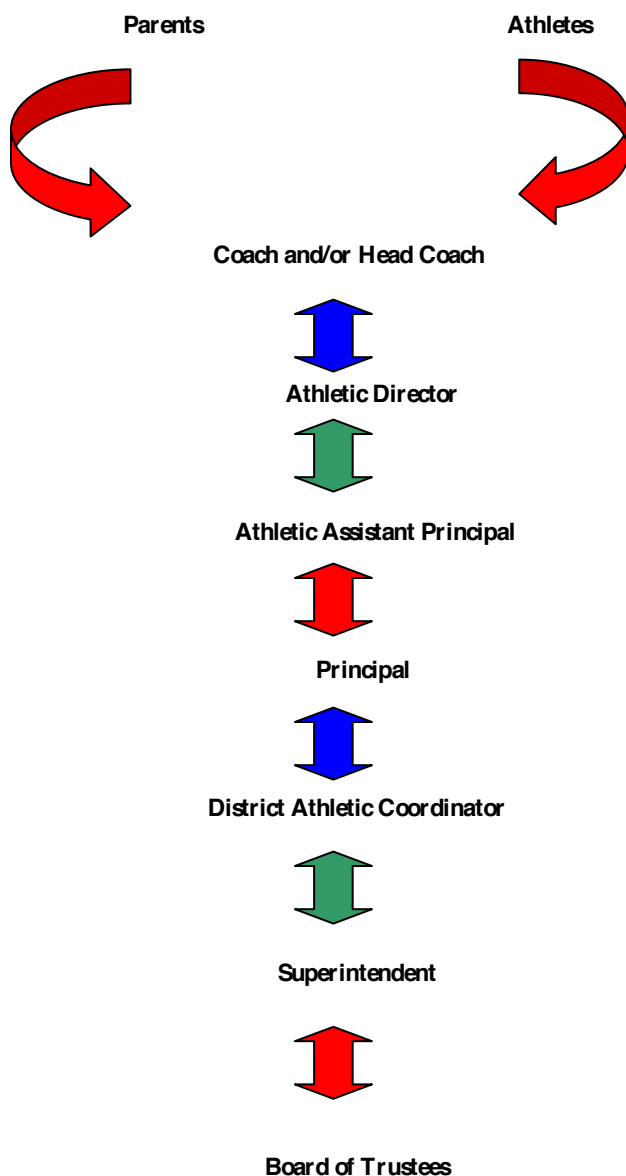 Parents Athletes
Coach and/or Head Coach
Athletic Director
Athletic Assistant Principal
Principal
District Athletic Coordinator
Superintendent
Board of Trustees